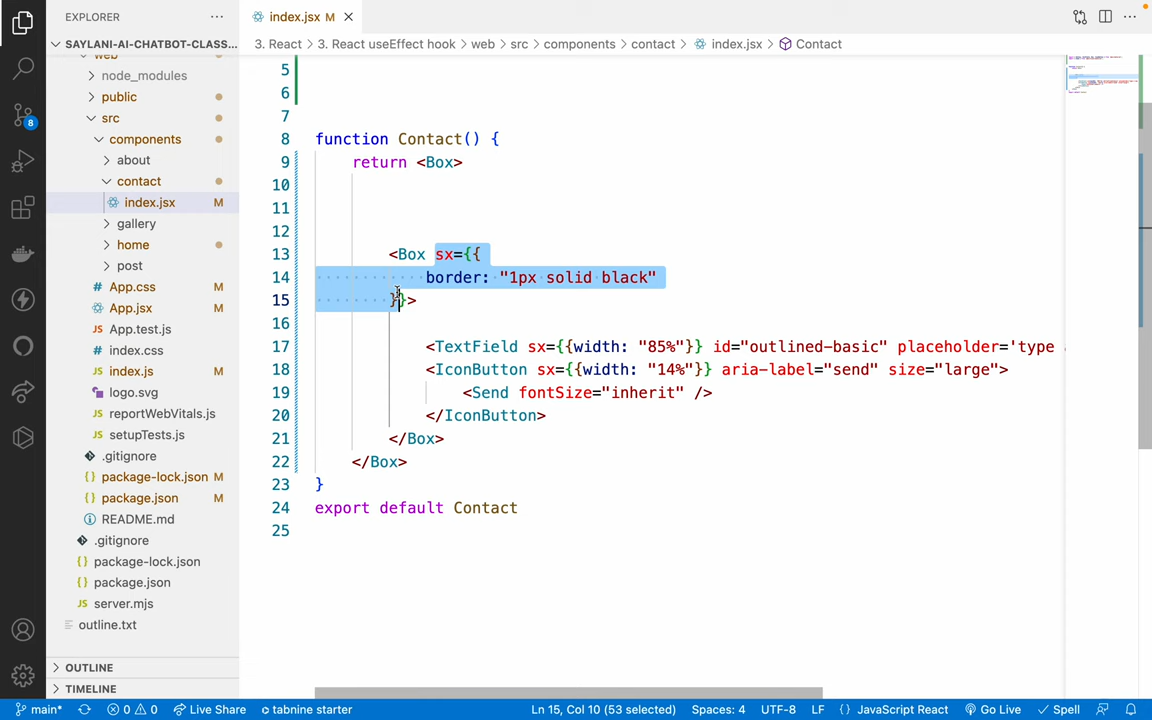 EXPLORER
SAYLANI-AI-CHATBOT-CLASS...
web
node_modules
public
src
components
about
contact
index.jsx M
gallery
home
post
App.css M
App.jsx M
App.test.js
index.css
index.js M
logo.svg
reportWebVitals.js
setupTests.js
.gitignore
package-lock.json M
package.json M
README.md
.gitignore
package-lock.json
package.json
server.mjs
outline.txt
OUTLINE
TIMELINE
8
index.jsx M
3. React > 3. React useEffect hook > web > src > components > contact > index.jsx > Contact
5
6
7
8 function Contact() {
9 return <Box>
10
11
12
13 <Box sx={{
14 border: "1px solid black"
15 }}>
16
17 <TextField sx={{width: "85%"}} id="outlined-basic" placeholder='type
18 <IconButton sx={{width: "14%"}} aria-label="send" size="large">
19 <Send fontSize="inherit" />
20 </IconButton>
21 </Box>
22 </Box>
23 }
24 export default Contact
25
main* 0 0 Live Share tabnine starter Ln 15, Col 10 (53 selected) Spaces: 4 UTF-8 LF {} JavaScript React Go Live Spell